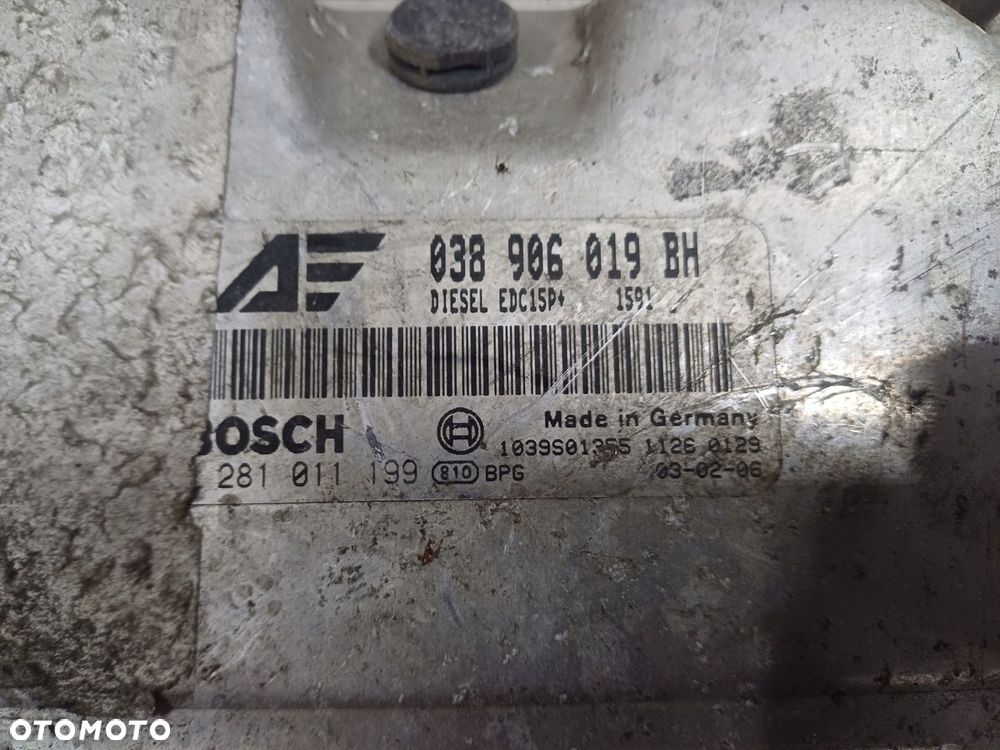 AE 038 906 019 BH
DIESEL EDC15P+ 1591
BOSCH Made in Germany
1039S01355 1126 0129
281 011 199 810 BPG 03-02-06
OTOMOTO